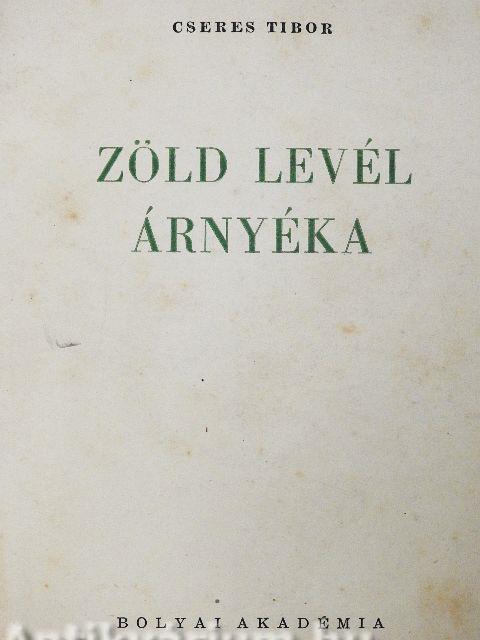 CSERES TIBOR
ZÖLD LEVÉL
ÁRNYÉKA
BOLYAI AKADÉMIA